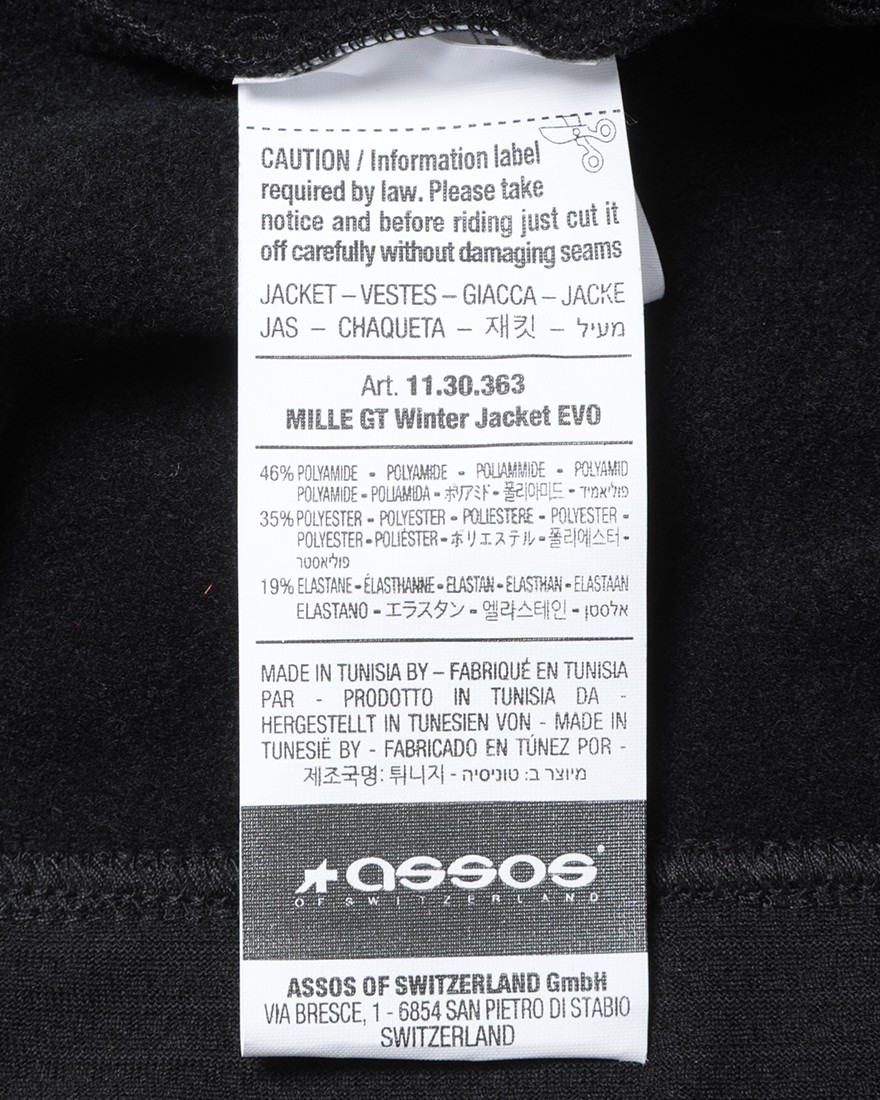 CAUTION / Information label
required by law. Please take
notice and before riding just cut it
off carefully without damaging seams
JACKET – VESTES – GIACCA – JACKE
JAS – CHAQUETA – 재킷 – מעיל
Art. 11.30.363
MILLE GT Winter Jacket EVO
46% POLYAMIDE - POLYAMIDE - POLIAMMIDE - POLYAMID
POLYAMIDE - POLIAMIDA - ポリアミド - 폴리아미드 - פוליאמיד
35% POLYESTER - POLYESTER - POLIESTERE - POLYESTER -
POLYESTER - POLIÉSTER - ポリエステル - 폴리에스터 -
פוליאסטר
19% ELASTANE - ÉLASTHANNE - ELASTAN - ELASTHAN - ELASTAAN
ELASTANO - エラスタン - 엘라스테인 - אלסטן
MADE IN TUNISIA BY – FABRIQUÉ EN TUNISIA
PAR - PRODOTTO IN TUNISIA DA -
HERGESTELLT IN TUNESIEN VON - MADE IN
TUNESIË BY - FABRICADO EN TÚNEZ POR -
제조국명: 튀니지 - מיוצר ב: טוניסיה
assos
OF SWITZERLAND
ASSOS OF SWITZERLAND GmbH
VIA BRESCE, 1 - 6854 SAN PIETRO DI STABIO
SWITZERLAND